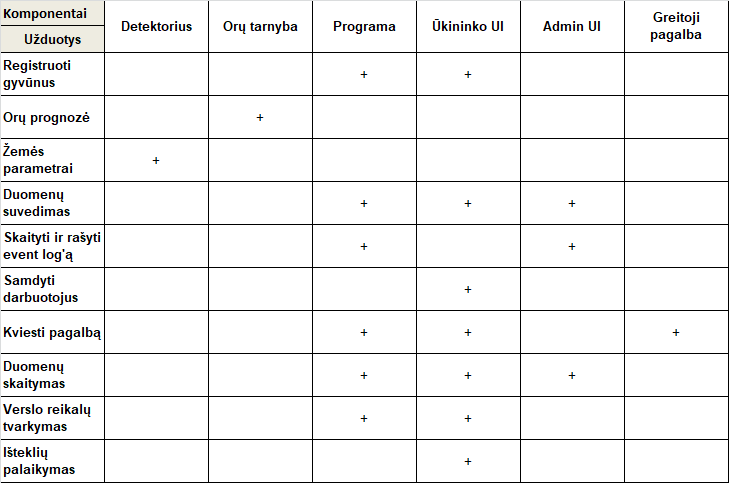 Komponentai
Užduotys
Detektorius
Orų tarnyba
Programa
Ūkininko UI
Admin UI
Greitoji
pagalba
Registruoti
gyvūnus
+ +
Orų prognozė
+
Žemės
parametrai
+
Duomenų
suvedimas
+ + +
Skaityti ir rašyti
event log'ą
+ +
Samdyti
darbuotojus
+
Kviesti pagalbą
+ + +
Duomenų
skaitymas
+ + +
Verslo reikalų
tvarkymas
+ +
Išteklių
palaikymas
+